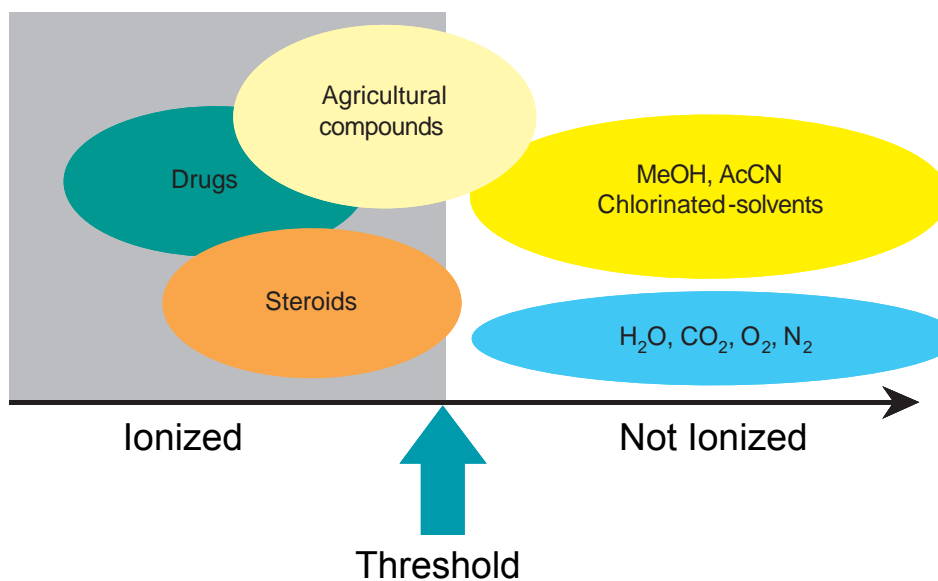 Agricultural
compounds
Drugs
MeOH, AcCN
Chlorinated-solvents
Steroids
H₂O, CO₂, O₂, N₂
Ionized
Not Ionized
Threshold